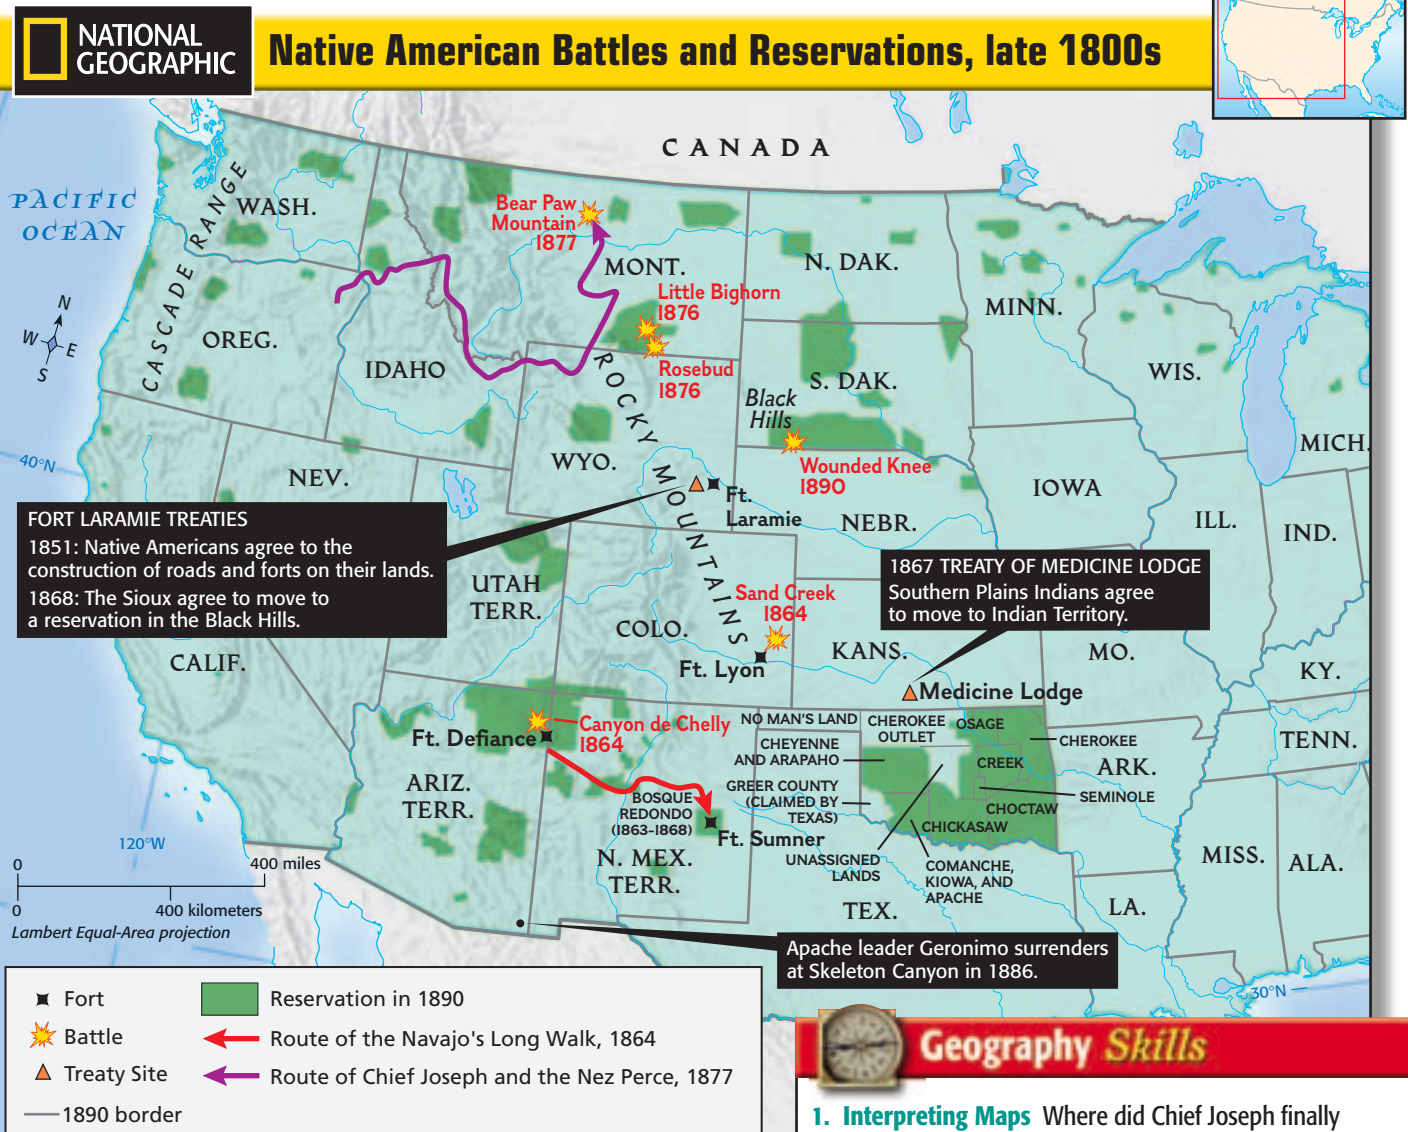 NATIONAL
GEOGRAPHIC
Native American Battles and Reservations, late 1800s
CANADA
PACIFIC
OCEAN
CASCADE RANGE
WASH.
OREG.
IDAHO
MONT.
N. DAK.
S. DAK.
MINN.
WIS.
MICH.
Bear Paw
Mountain
1877
Little Bighorn
1876
Rosebud
1876
Black
Hills
Wounded Knee
1890
ROCKY MOUNTAINS
WYO.
NEV.
N
W
E
S
40°N
Ft.
Laramie
NEBR.
IOWA
ILL.
IND.
FORT LARAMIE TREATIES
1851: Native Americans agree to the
construction of roads and forts on their lands.
1868: The Sioux agree to move to
a reservation in the Black Hills.
1867 TREATY OF MEDICINE LODGE
Southern Plains Indians agree
to move to Indian Territory.
UTAH
TERR.
COLO.
Sand Creek
1864
Ft. Lyon
KANS.
MO.
KY.
CALIF.
Medicine Lodge
Canyon de Chelly
1864
Ft. Defiance
ARIZ.
TERR.
NO MAN'S LAND
CHEROKEE
OUTLET
OSAGE
CHEROKEE
CHEYENNE
AND ARAPAHO
CREEK
GREER COUNTY
(CLAIMED BY
TEXAS)
SEMINOLE
CHOCTAW
CHICKASAW
UNASSIGNED
LANDS
COMANCHE,
KIOWA, AND
APACHE
ARK.
TENN.
BOSQUE
REDONDO
(1863–1868)
Ft. Sumner
N. MEX.
TERR.
TEX.
LA.
MISS.
ALA.
120°W
30°N
0
400 miles
0
400 kilometers
Lambert Equal-Area projection
Apache leader Geronimo surrenders
at Skeleton Canyon in 1886.
Fort
Battle
Treaty Site
1890 border
Reservation in 1890
Route of the Navajo's Long Walk, 1864
Route of Chief Joseph and the Nez Perce, 1877
Geography Skills
1. Interpreting Maps Where did Chief Joseph finally